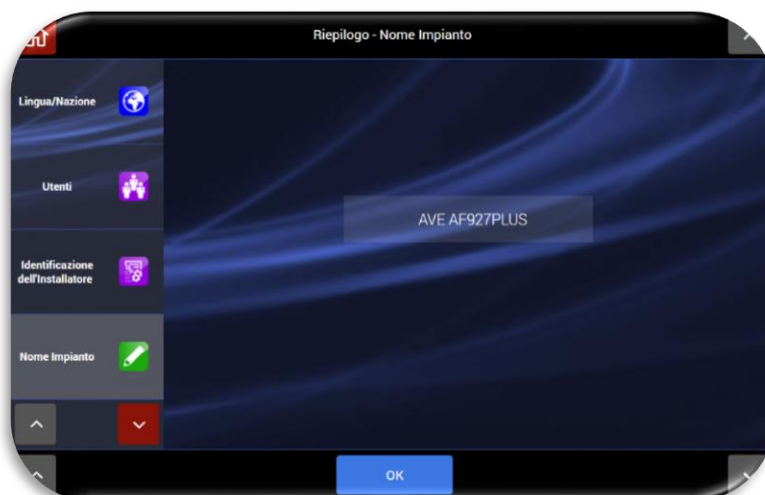 Riepilogo - Nome Impianto
Lingua/Nazione
Utenti
Identificazione
dell'Installatore
Nome Impianto
AVE AF927PLUS
OK